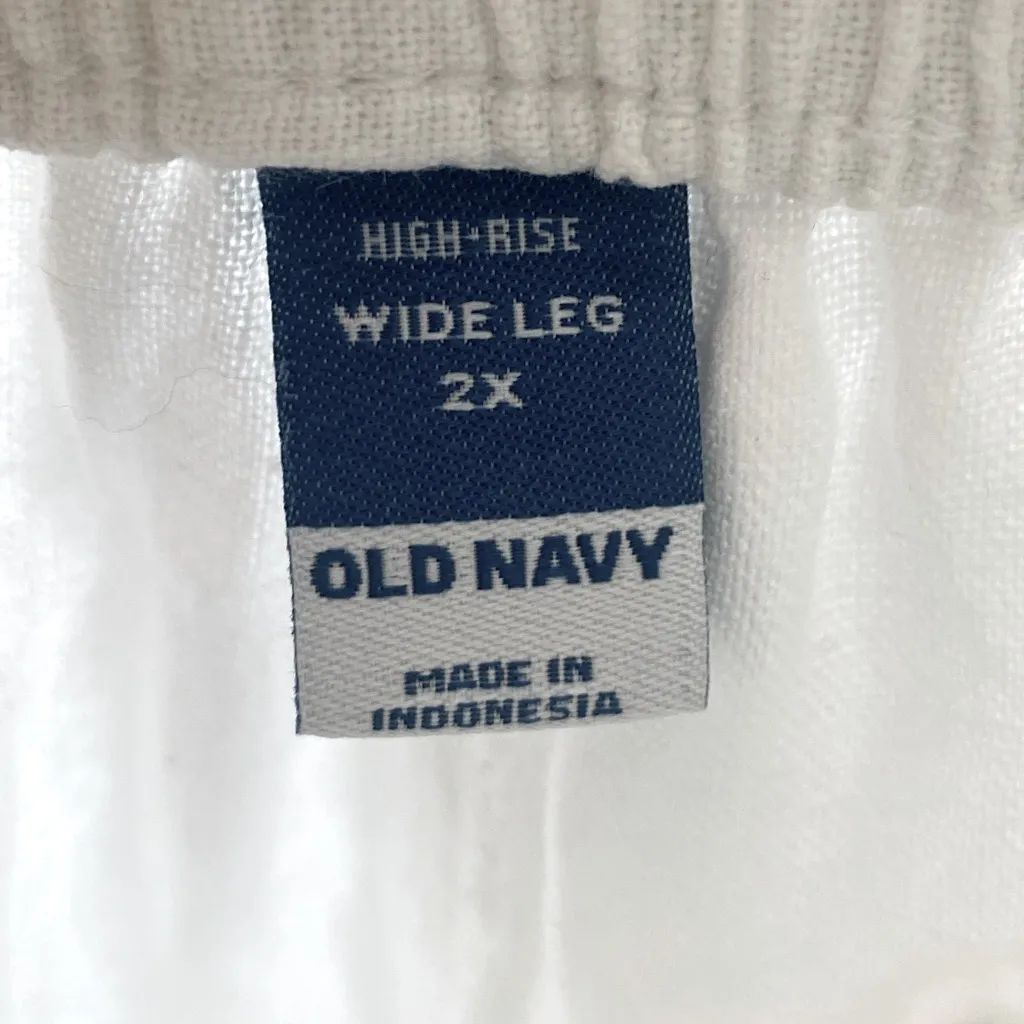 HIGH-RISE
WIDE LEG
2X
OLD NAVY
MADE IN
INDONESIA